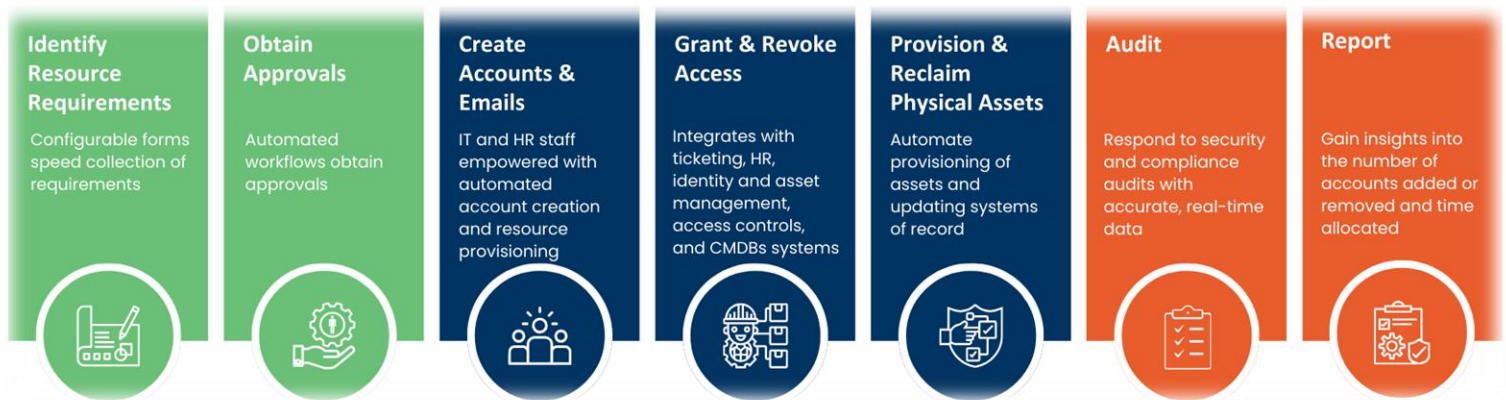 Identify
Resource
Requirements
Configurable forms
speed collection of
requirements
Obtain
Approvals
Automated
workflows obtain
approvals
Create
Accounts &
Emails
IT and HR staff
empowered with
automated
account creation
and resource
provisioning
Grant & Revoke
Access
Integrates with
ticketing, HR,
identity and asset
management,
access controls,
and CMDBs systems
Provision &
Reclaim
Physical Assets
Automate
provisioning of
assets and
updating systems
of record
Audit
Respond to security
and compliance
audits with
accurate, real-time
data
Report
Gain insights into
the number of
accounts added or
removed and time
allocated